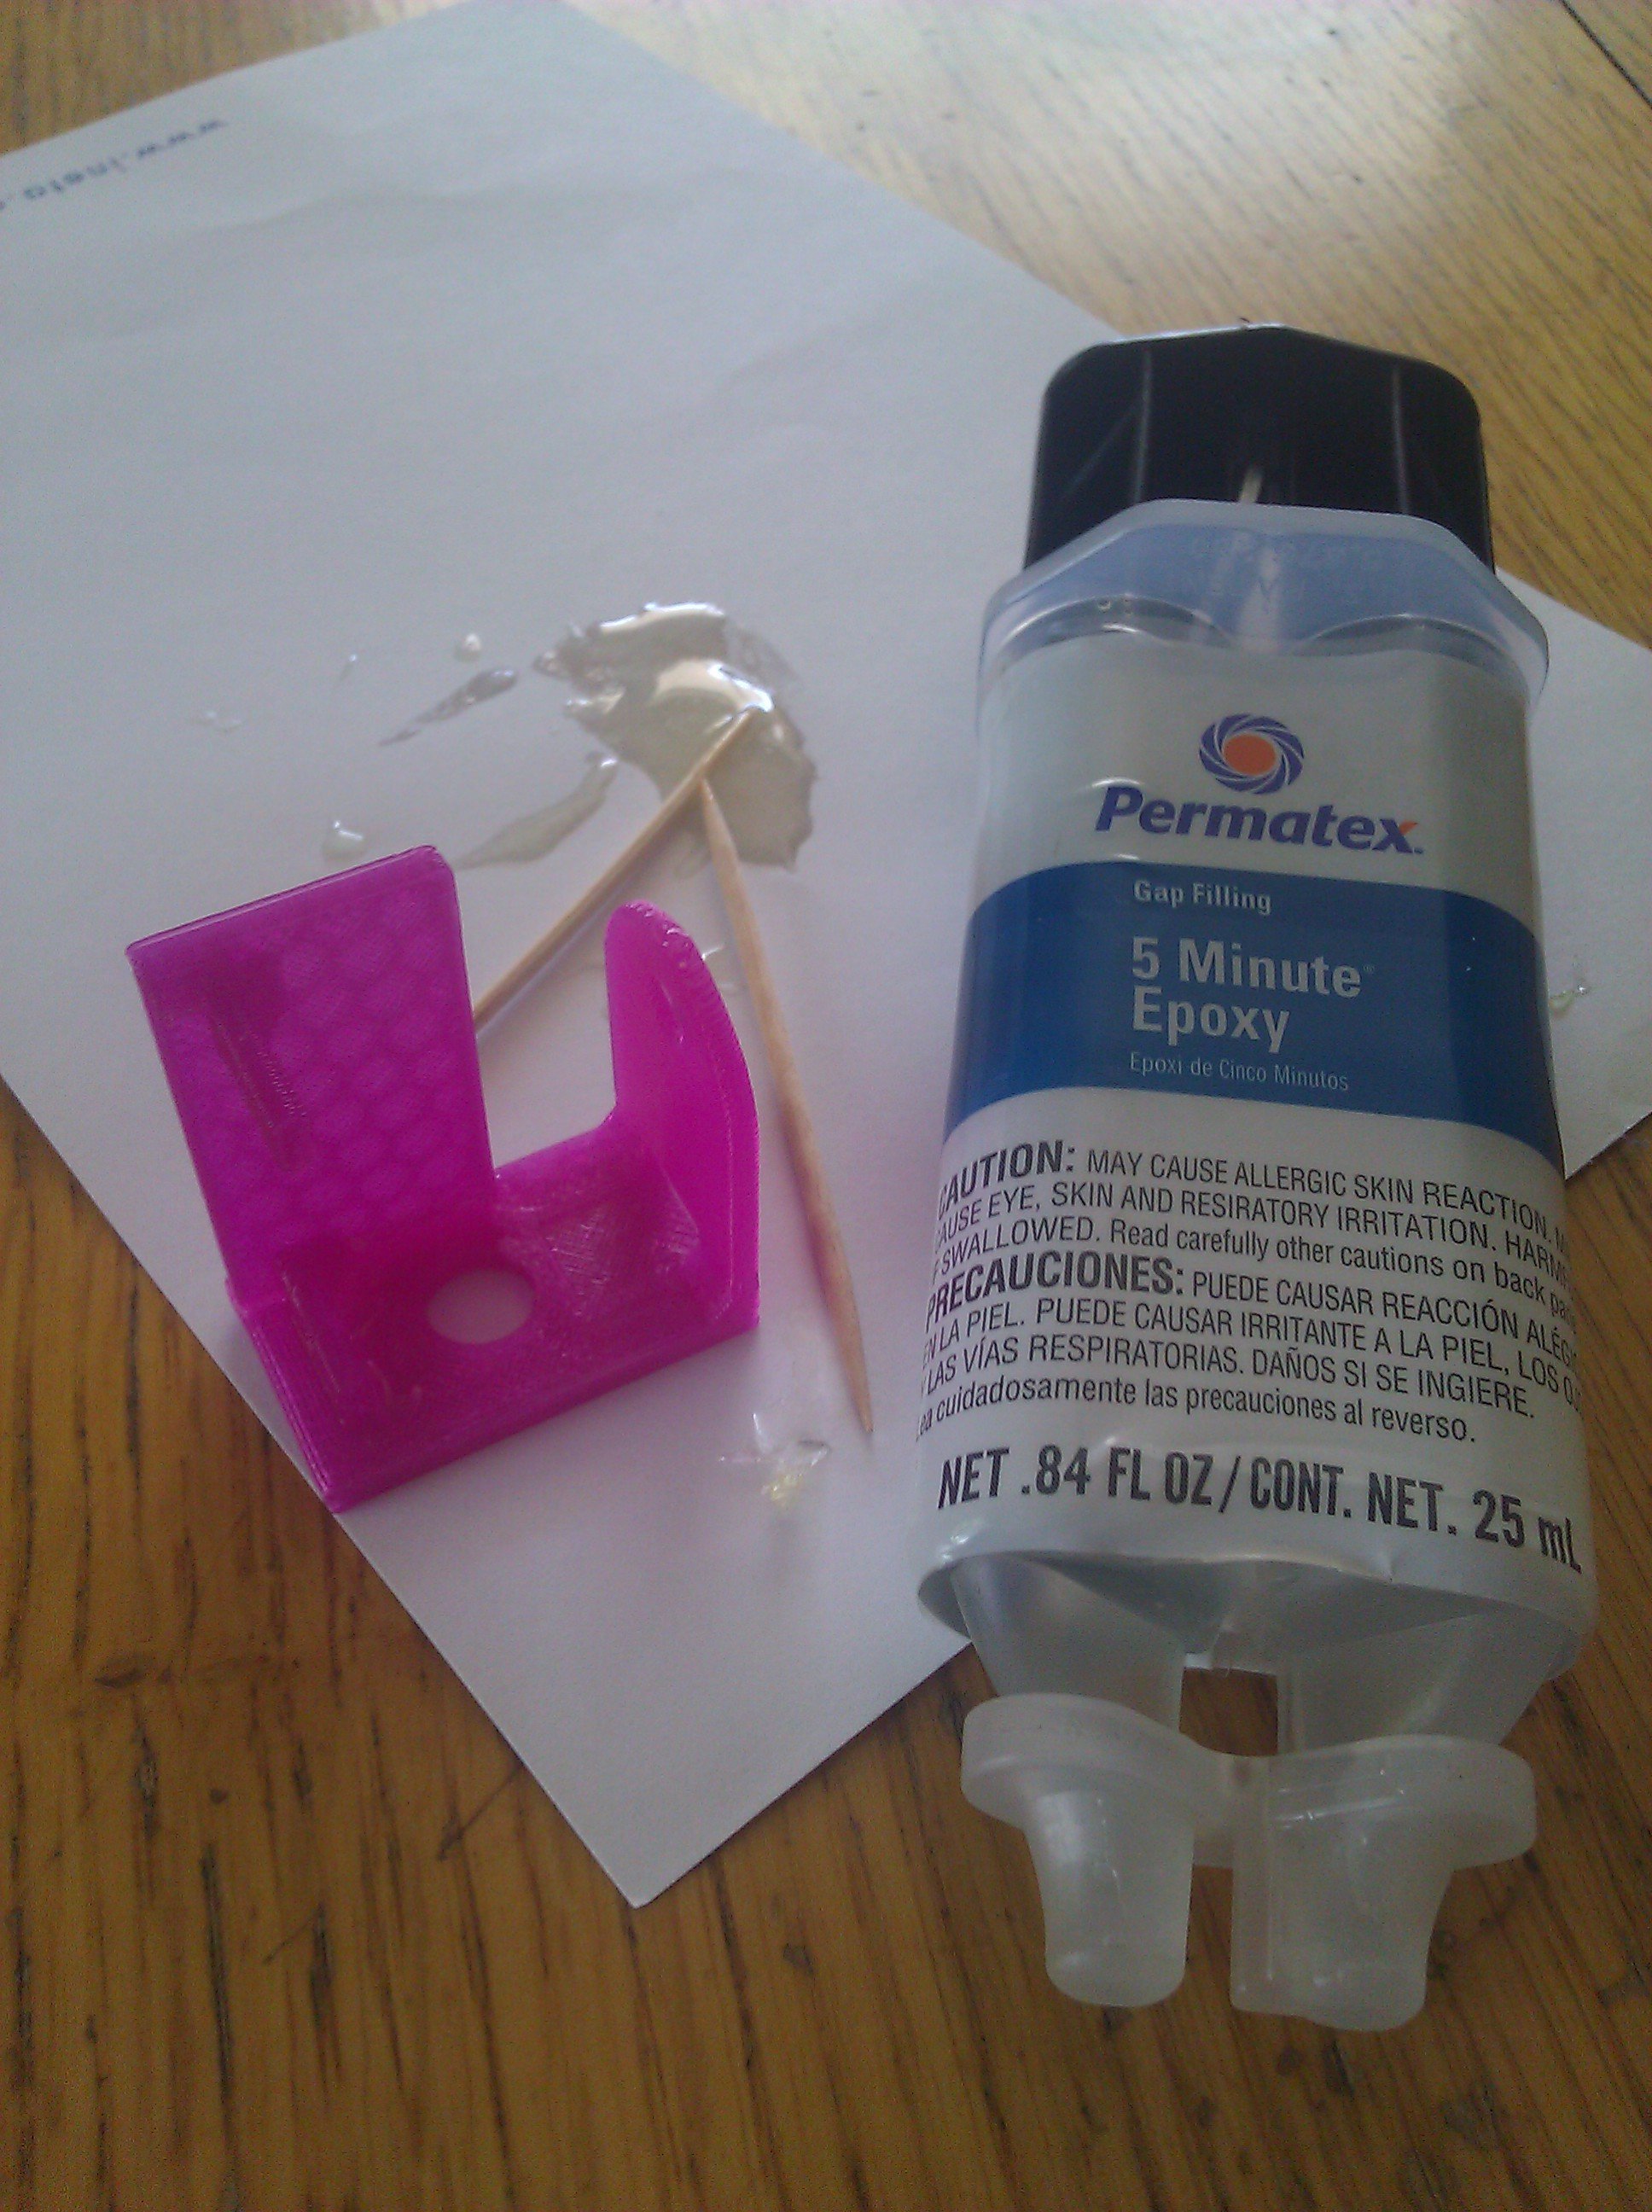 Permatex
Gap Filling
5 Minute®
Epoxy
Epoxi de Cinco Minutos
CAUTION: MAY CAUSE ALLERGIC SKIN REACTION.
CAUSE EYE, SKIN AND RESIRATORY IRRITATION.
SWALLOWED. Read carefully other cautions on back
PRECAUCIONES: PUEDE CAUSAR REACCIÓN
EN LA PIEL. PUEDE CAUSAR IRRITANTE A LA PIEL, LOS
LAS VÍAS RESPIRATORIAS. DAÑOS SI SE INGIERE.
cuidadosamente las precauciones al reverso.
NET .84 FL OZ / CONT. NET. 25 mL